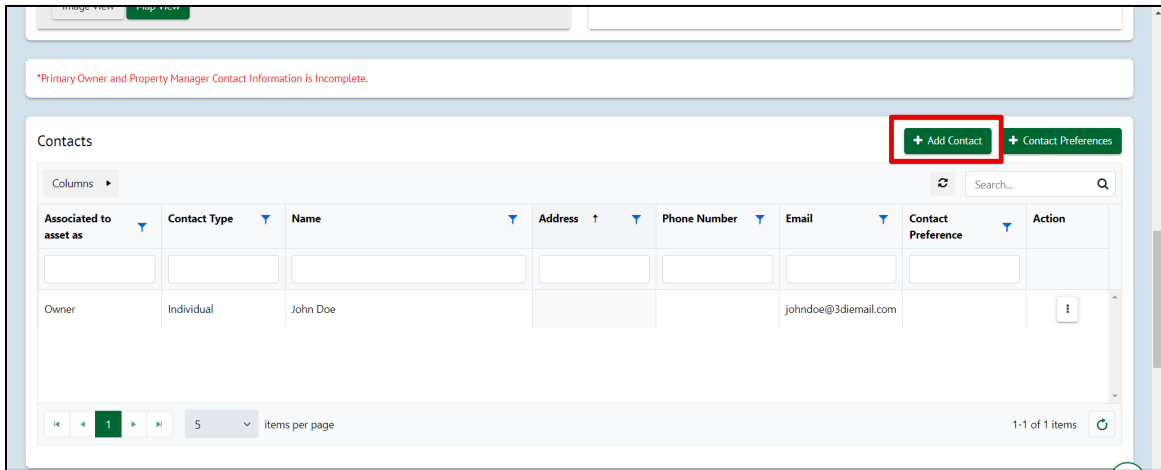 Image View Map View
*Primary Owner and Property Manager Contact Information is Incomplete.
Contacts
+ Add Contact + Contact Preferences
Columns
Search...
Associated to asset as Contact Type Name Address ↑ Phone Number Email Contact Preference Action
Owner Individual John Doe johndoe@3diemail.com
1 5 items per page 1-1 of 1 items